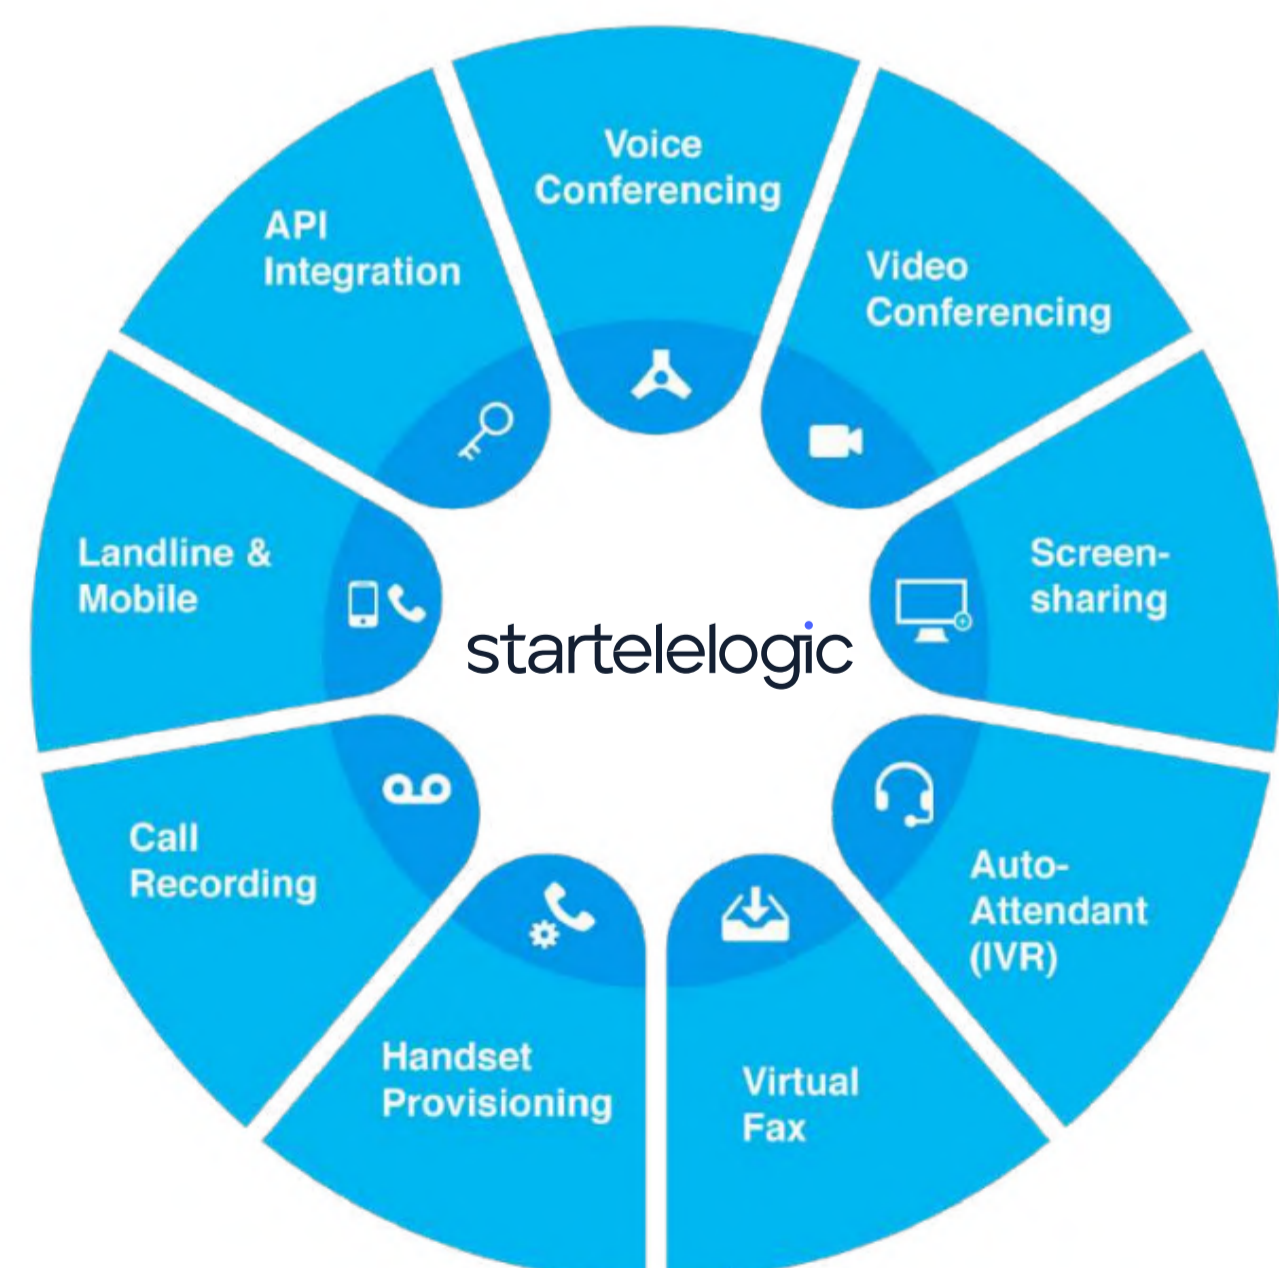 Voice
Conferencing
Video
Conferencing
Screen-
sharing
Auto-
Attendant
(IVR)
Virtual
Fax
Handset
Provisioning
Call
Recording
Landline &
Mobile
API
Integration
startelelogic